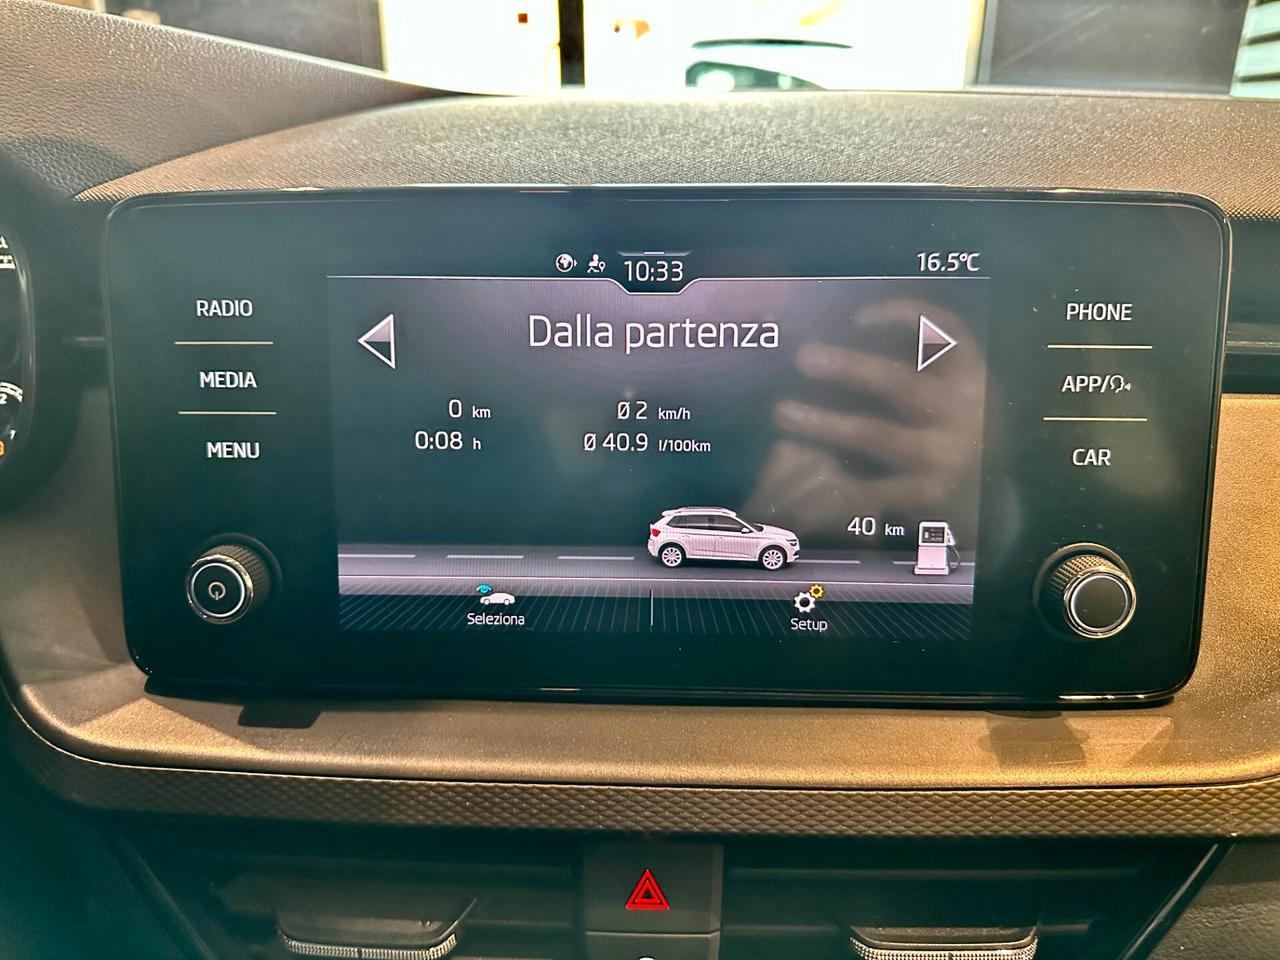 10:33
16.5°C
RADIO
MEDIA
MENU
Dalla partenza
0 km
Ø 2 km/h
0:08 h
Ø 40.9 l/100km
40 km
Seleziona
Setup
PHONE
APP/
CAR